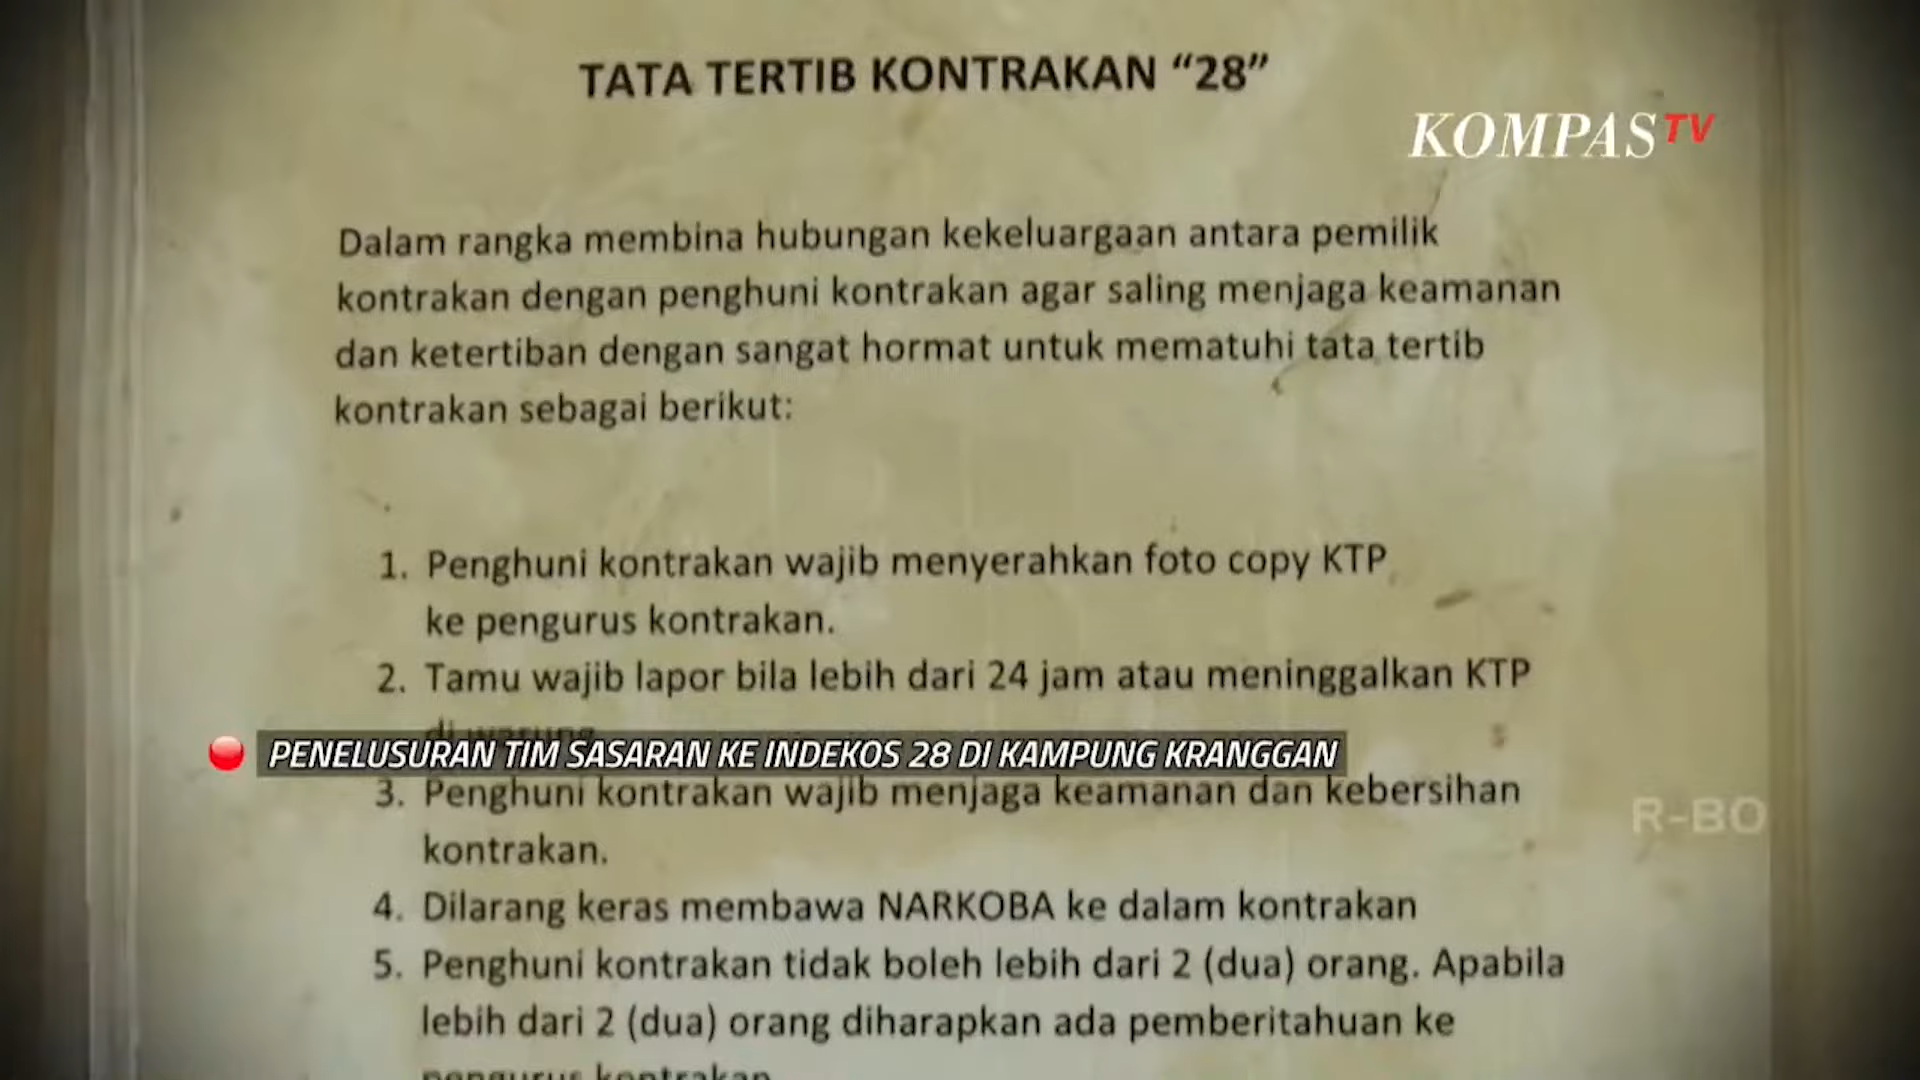 TATA TERTIB KONTRAKAN “28”
KOMPAS TV
Dalam rangka membina hubungan kekeluargaan antara pemilik
kontrakan dengan penghuni kontrakan agar saling menjaga keamanan
dan ketertiban dengan sangat hormat untuk mematuhi tata tertib
kontrakan sebagai berikut:
1. Penghuni kontrakan wajib menyerahkan foto copy KTP
ke pengurus kontrakan.
2. Tamu wajib lapor bila lebih dari 24 jam atau meninggalkan KTP
PENELUSURAN TIM SASARAN KE INDEKOS 28 DI KAMPUNG KRANGGAN
3. Penghuni kontrakan wajib menjaga keamanan dan kebersihan
kontrakan.
R-BO
4. Dilarang keras membawa NARKOBA ke dalam kontrakan
5. Penghuni kontrakan tidak boleh lebih dari 2 (dua) orang. Apabila
lebih dari 2 (dua) orang diharapkan ada pemberitahuan ke
pengurus kontrakan